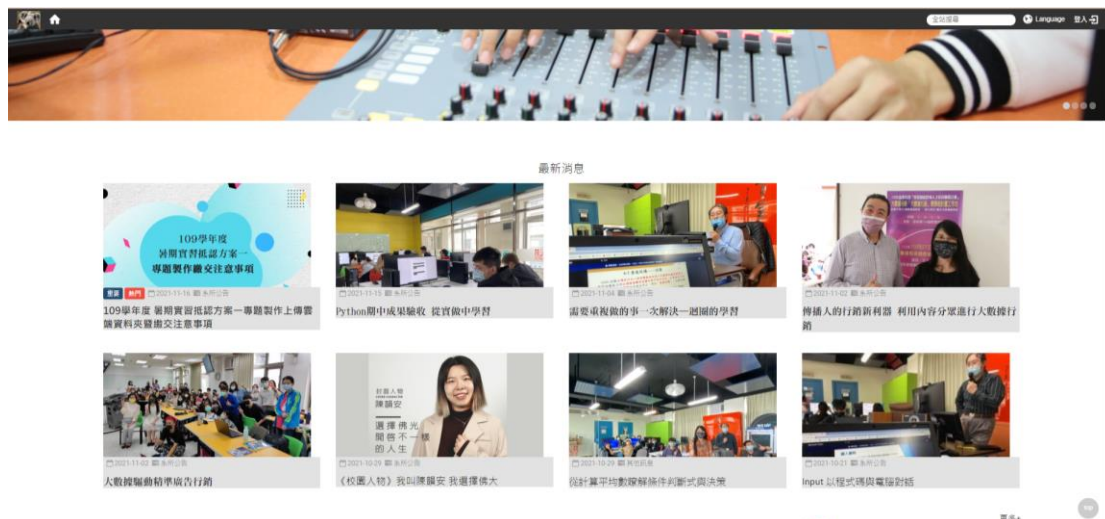 全站搜尋
Language
登入
最新消息
109學年度
暑期實習抵認方案一
專題製作繳交注意事項
重要 熱門 2021-11-16 系所公告
109學年度 暑期實習抵認方案一專題製作上傳雲
端資料夾暨繳交注意事項
2021-11-15 系所公告
Python期中成果驗收 從實做中學習
2021-11-04 系所公告
需要重複做的事一次解決—迴圈的學習
2021-11-02 系所公告
傳播人的行銷新利器 利用內容分眾進行大數據行
銷
2021-11-02 系所公告
大數據驅動精準廣告行銷
封面人物
陳韻安
選擇佛光
開啓不一樣
的人生
2021-10-29 系所公告
《校園人物》我叫陳韻安 我選擇佛大
2021-10-29 其他訊息
從計算平均數瞭解條件判斷式與決策
2021-10-21 系所公告
Input 以程式碼與電腦對話
更多+
top